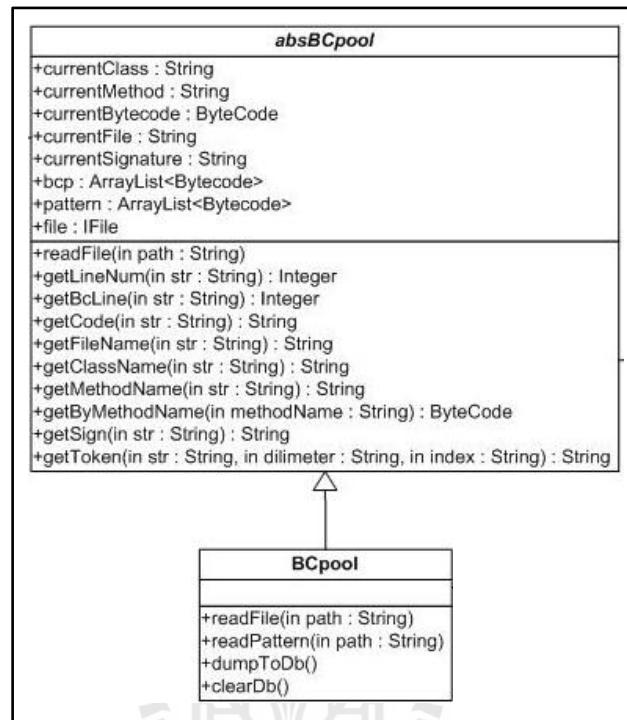 absBCpool
+currentClass : String
+currentMethod : String
+currentBytecode : ByteCode
+currentFile : String
+currentSignature : String
+bcp : ArrayList<Bytecode>
+pattern : ArrayList<Bytecode>
+file : IFile
+readFile(in path : String)
+getLineNum(in str : String) : Integer
+getBcLine(in str : String) : Integer
+getCode(in str : String) : String
+getFileName(in str : String) : String
+getClassName(in str : String) : String
+getMethodName(in str : String) : String
+getByMethodName(in methodName : String) : ByteCode
+getSign(in str : String) : String
+getToken(in str : String, in dilimeter : String, in index : String) : String
BCpool
+readFile(in path : String)
+readPattern(in path : String)
+dumpToDb()
+clearDb()